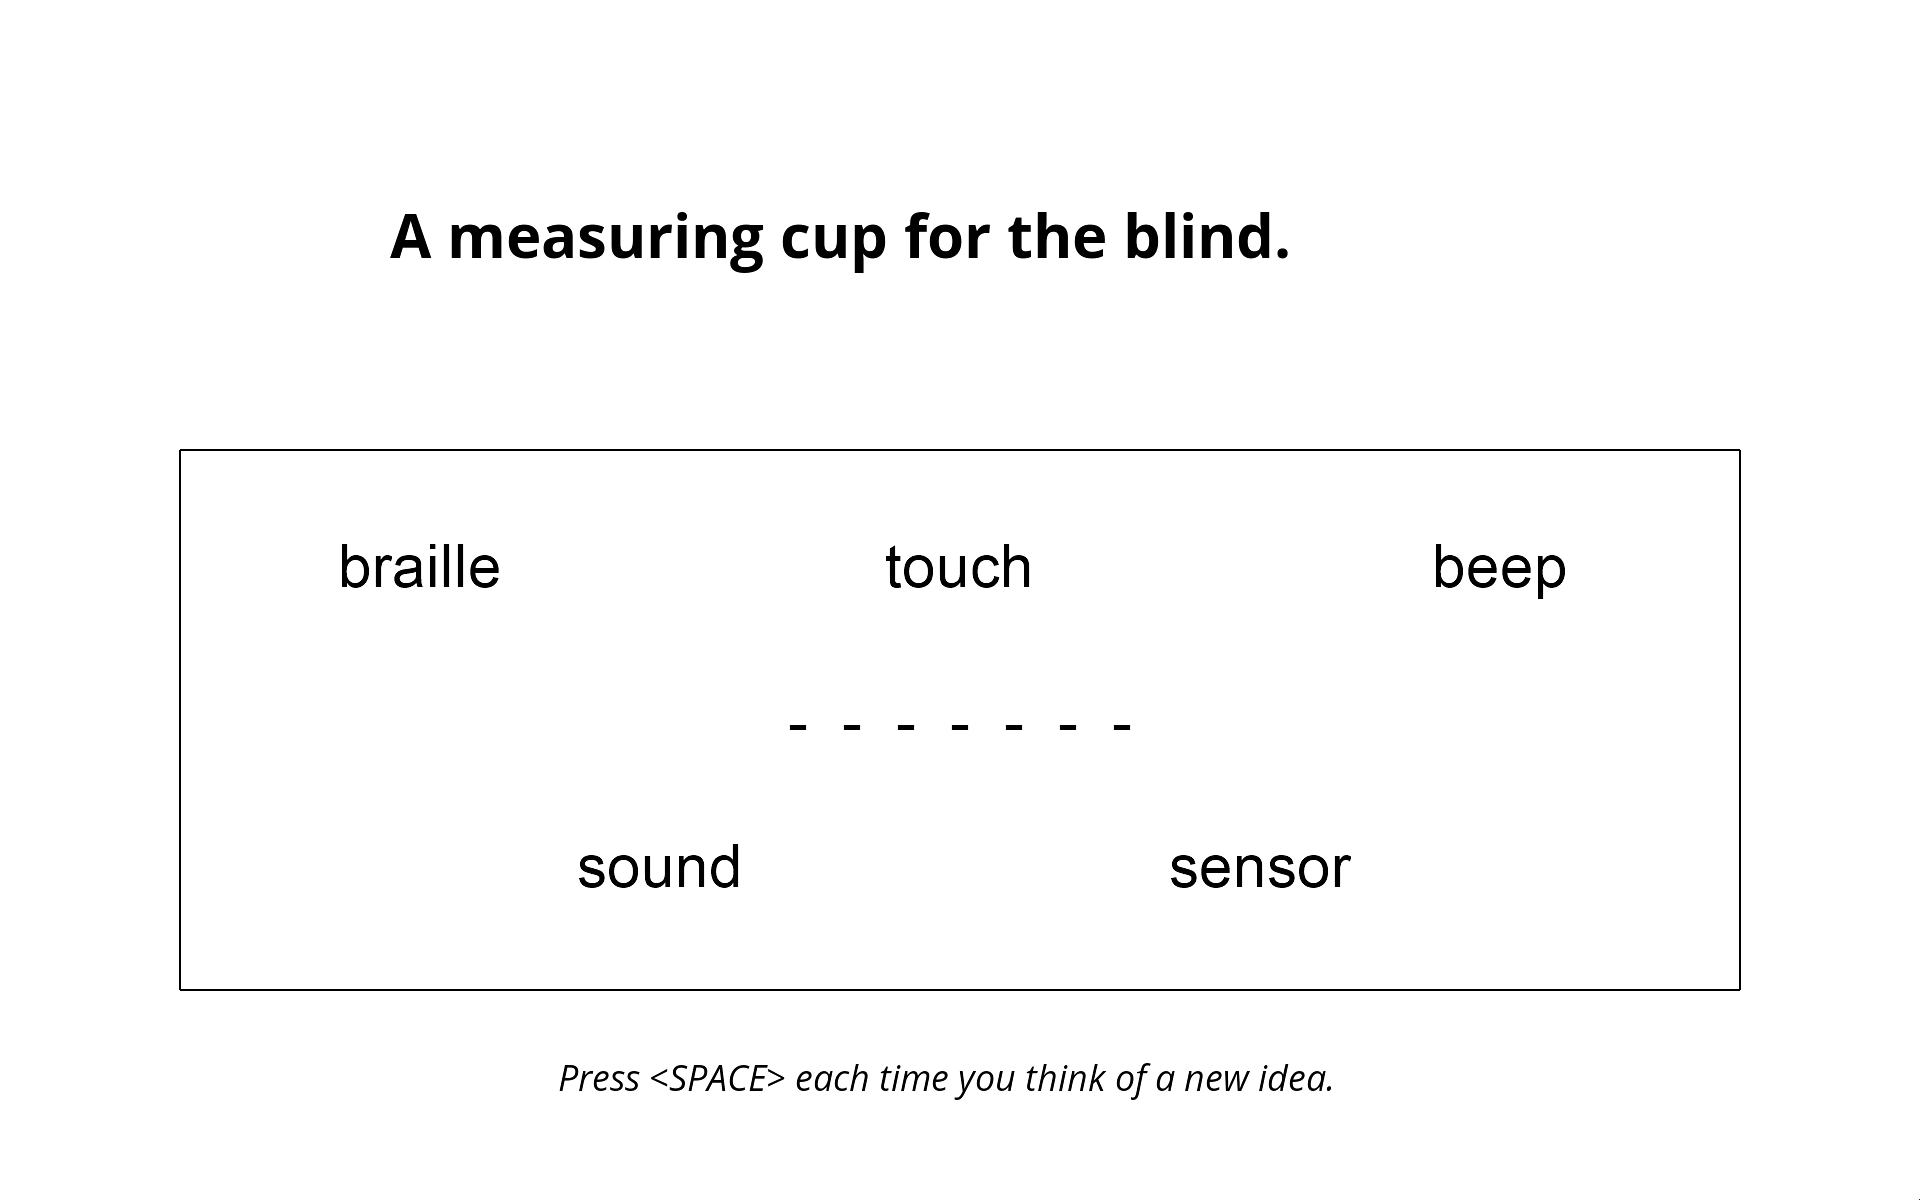 A measuring cup for the blind.
braille touch beep
- - - - - - -
sound sensor
Press <SPACE> each time you think of a new idea.